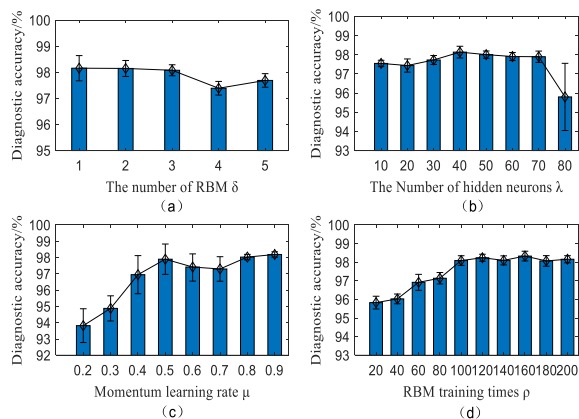 Diagnostic accuracy/%
100
99
98
97
96
95
1 2 3 4 5
The number of RBM δ
（a）
Diagnostic accuracy/%
100
99
98
97
96
95
94
93
10 20 30 40 50 60 70 80
The Number of hidden neurons λ
（b）
Diagnostic accuracy/%
100
99
98
97
96
95
94
93
92
0.2 0.3 0.4 0.5 0.6 0.7 0.8 0.9
Momentum learning rate μ
（c）
Diagnostic accuracy/%
100
99
98
97
96
95
94
93
20 40 60 80 100 120 140 160 180 200
RBM training times ρ
（d）